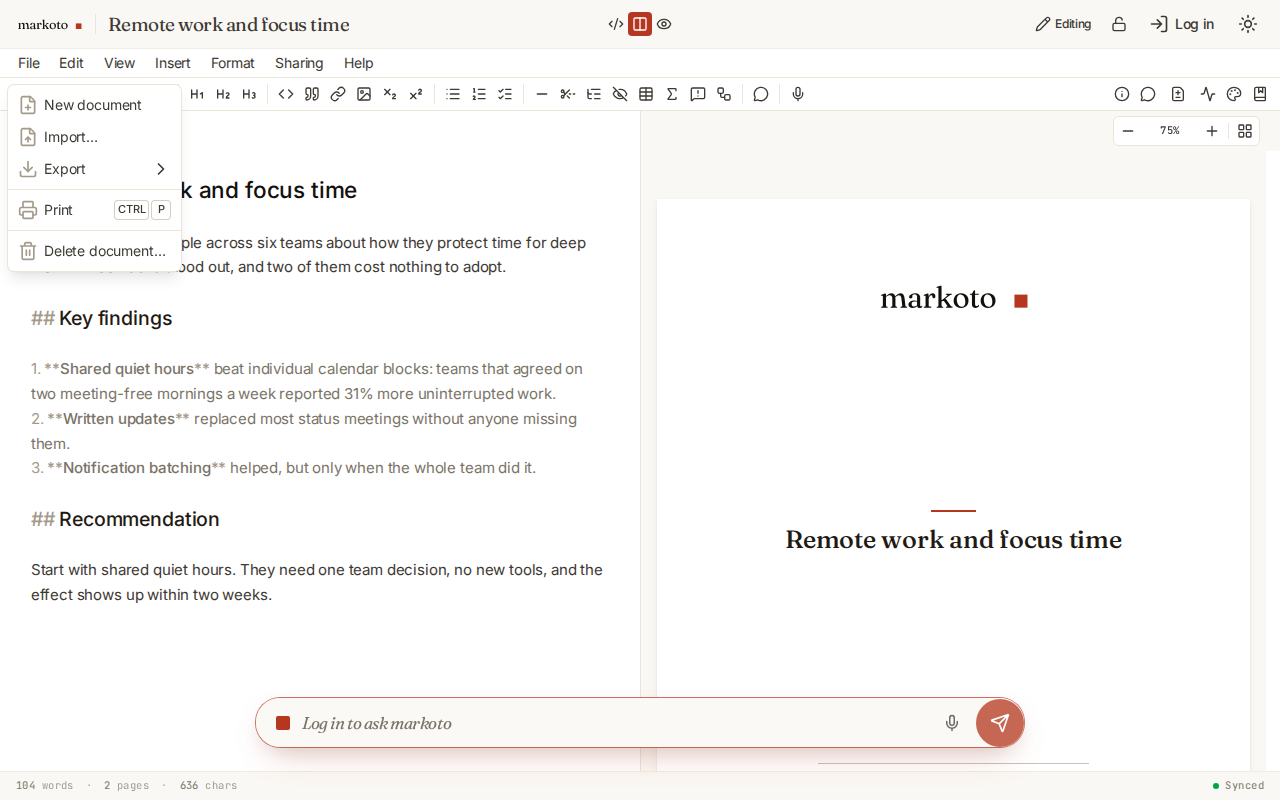 markoto
Remote work and focus time
Editing
Log in
File Edit View Insert Format Sharing Help
H1 H2 H3
New document
Import...
Export
Print CTRL P
Delete document...
75%
k and focus time
ple across six teams about how they protect time for deep
ood out, and two of them cost nothing to adopt.
## Key findings
1. **Shared quiet hours** beat individual calendar blocks: teams that agreed on
two meeting-free mornings a week reported 31% more uninterrupted work.
2. **Written updates** replaced most status meetings without anyone missing
them.
3. **Notification batching** helped, but only when the whole team did it.
## Recommendation
Start with shared quiet hours. They need one team decision, no new tools, and the
effect shows up within two weeks.
markoto
Remote work and focus time
Log in to ask markoto
104 words · 2 pages · 636 chars
Synced